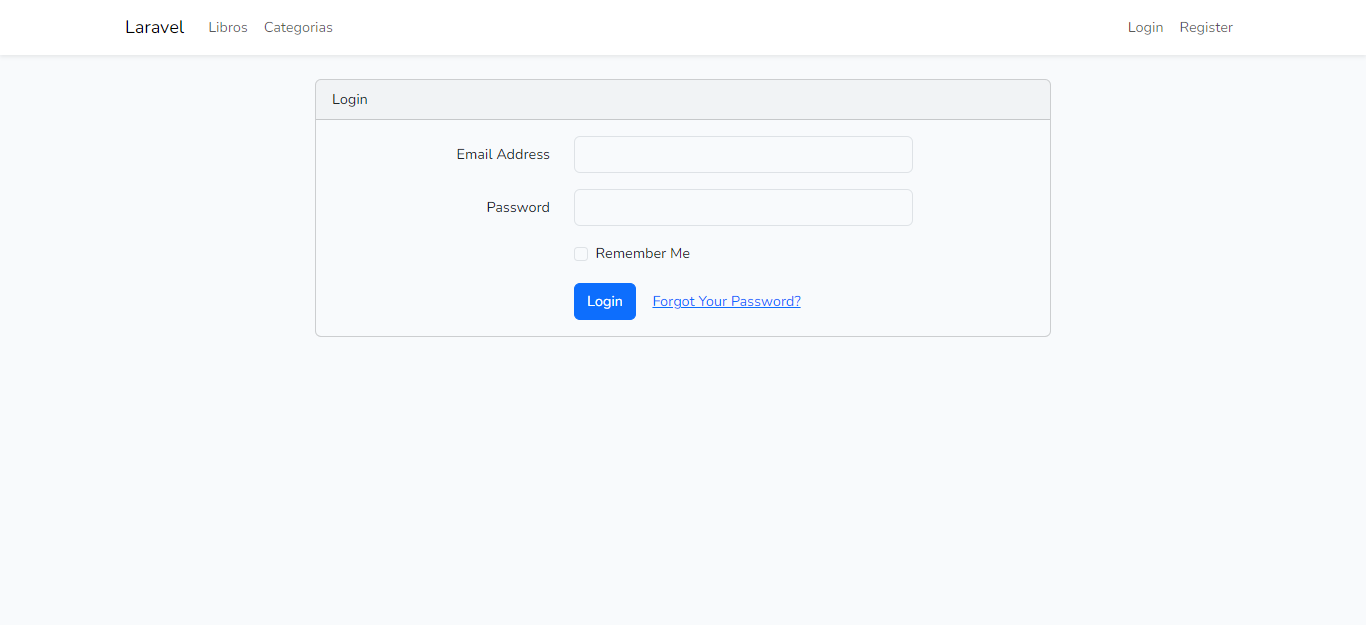 Laravel Libros Categorias Login Register
Login
Email Address
Password
Remember Me
Login Forgot Your Password?